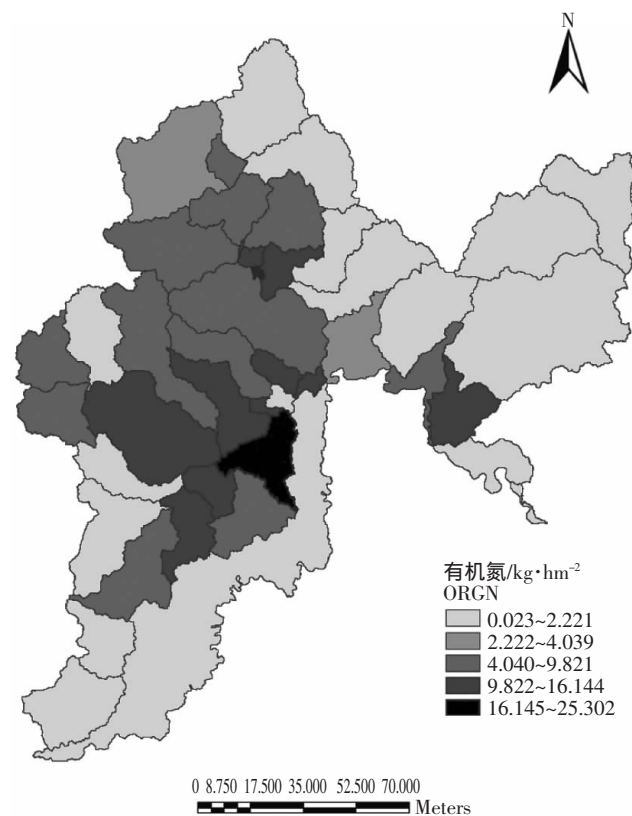 N
有机氮/kg·hm⁻²
ORGN
0.023~2.221
2.222~4.039
4.040~9.821
9.822~16.144
16.145~25.302
0 8.750 17.500 35.000 52.500 70.000
Meters